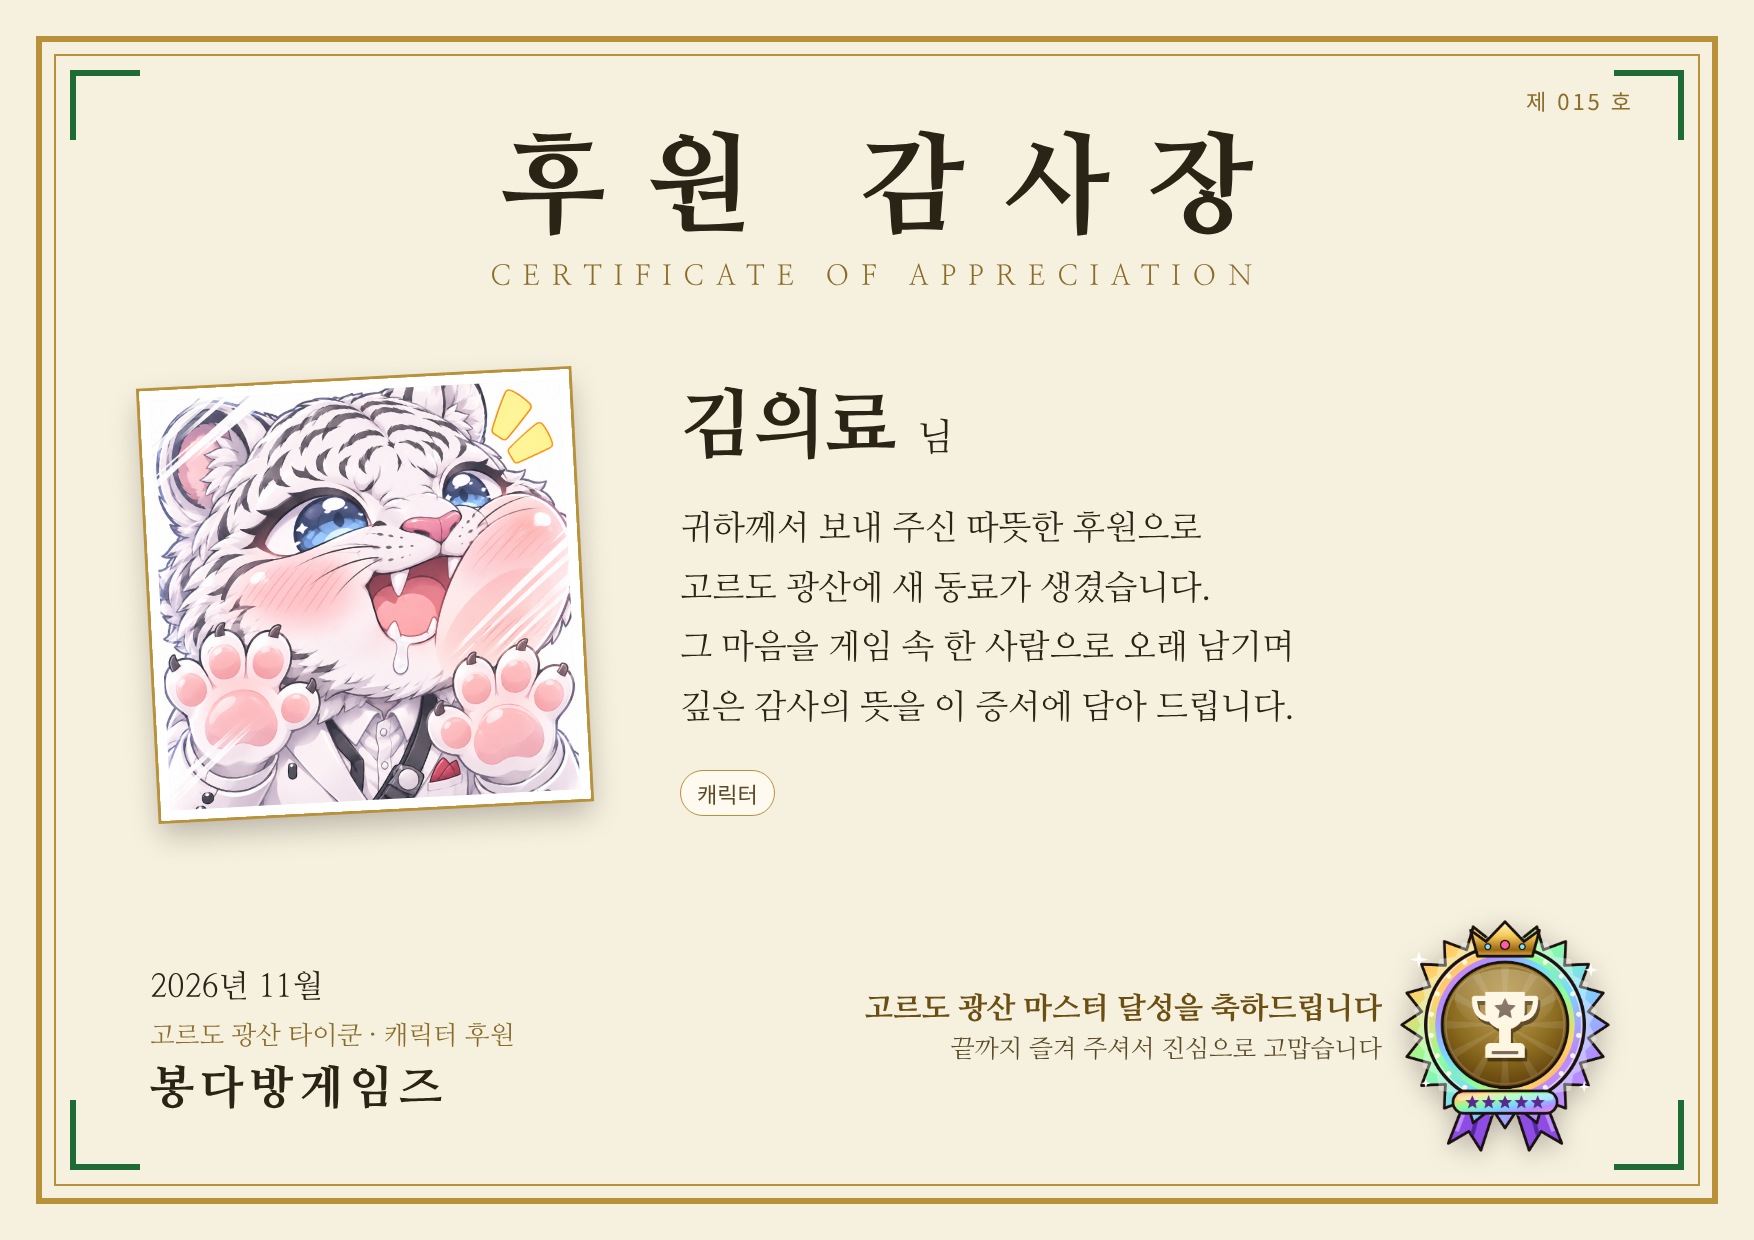 제 015 호
후원 감사장
CERTIFICATE OF APPRECIATION
김의료 님
귀하께서 보내 주신 따뜻한 후원으로
고르도 광산에 새 동료가 생겼습니다.
그 마음을 게임 속 한 사람으로 오래 남기며
깊은 감사의 뜻을 이 증서에 담아 드립니다.
캐릭터
2026년 11월
고르도 광산 타이쿤 · 캐릭터 후원
봉다방게임즈
고르도 광산 마스터 달성을 축하드립니다
끝까지 즐겨 주셔서 진심으로 고맙습니다